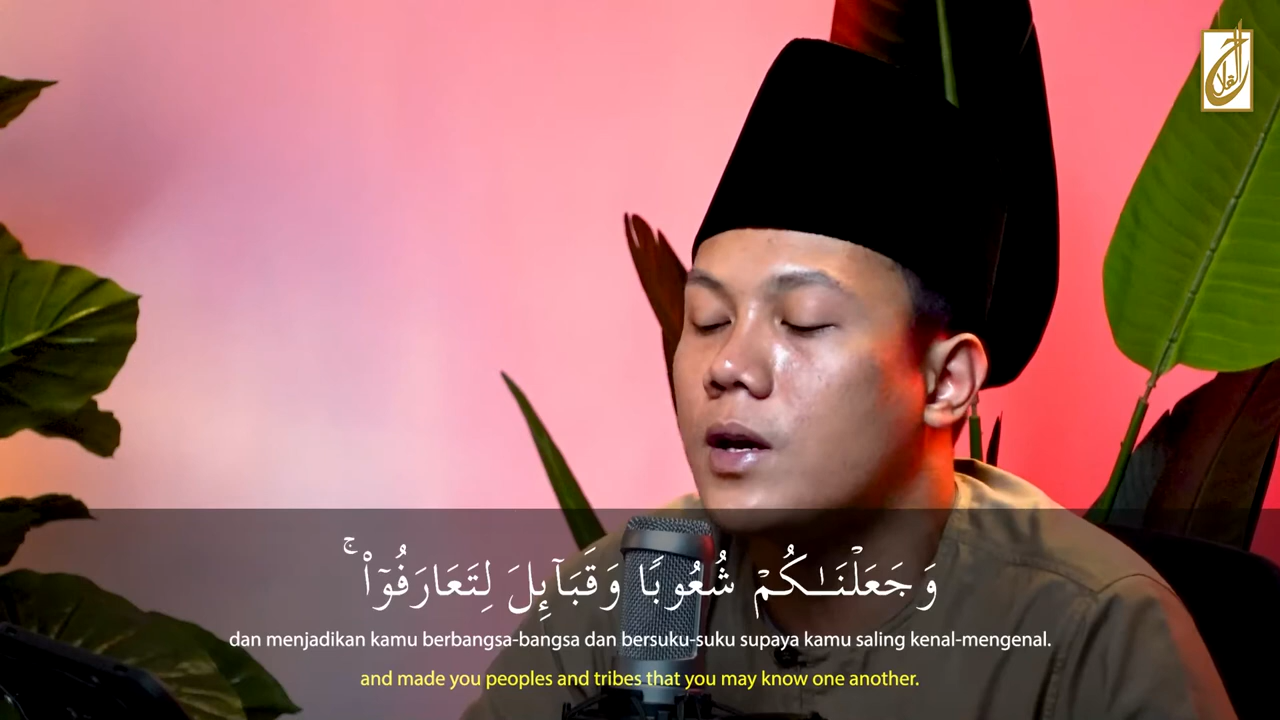 وَجَعَلْنَـٰكُمْ شُعُوبًا وَقَبَآئِلَ لِتَعَارَفُوٓا۟ ۚ
dan menjadikan kamu berbangsa-bangsa dan bersuku-suku supaya kamu saling kenal-mengenal.
and made you peoples and tribes that you may know one another.